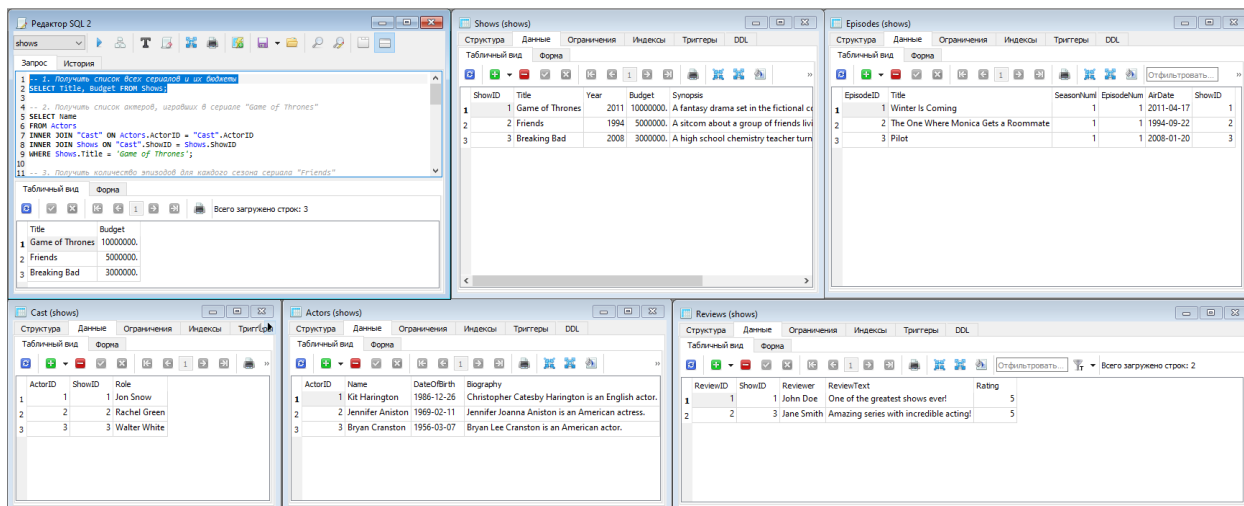 Редактор SQL 2
shows
Запрос История
1 -- 1. Получить список всех сериалов и их бюджеты
2 SELECT Title, Budget FROM Shows;
3
4 -- 2. Получить список актеров, игравших в сериале "Game of Thrones"
5 SELECT Name
6 FROM Actors
7 INNER JOIN "Cast" ON Actors.ActorID = "Cast".ActorID
8 INNER JOIN Shows ON "Cast".ShowID = Shows.ShowID
9 WHERE Shows.Title = 'Game of Thrones';
10
11 -- 3. Получить количество эпизодов для каждого сезона сериала "Friends"
Табличный вид Форма
1 Всего загружено строк: 3
Title Budget
1 Game of Thrones 10000000.
2 Friends 5000000.
3 Breaking Bad 3000000.
Shows (shows)
Структура Данные Ограничения Индексы Триггеры DDL
Табличный вид Форма
1 »
ShowID Title Year Budget Synopsis
1 1 Game of Thrones 2011 10000000. A fantasy drama set in the fictional co
2 2 Friends 1994 5000000. A sitcom about a group of friends livi
3 3 Breaking Bad 2008 3000000. A high school chemistry teacher turn
Episodes (shows)
Структура Данные Ограничения Индексы Триггеры DDL
Табличный вид Форма
1 Отфильтровать... »
EpisodeID Title SeasonNuml EpisodeNum AirDate ShowID
1 1 Winter Is Coming 1 1 2011-04-17 1
2 2 The One Where Monica Gets a Roommate 1 1 1994-09-22 2
3 3 Pilot 1 1 2008-01-20 3
Cast (shows)
Структура Данные Ограничения Индексы Триггеры
Табличный вид Форма
1 »
ActorID ShowID Role
1 1 1 Jon Snow
2 2 2 Rachel Green
3 3 3 Walter White
Actors (shows)
Структура Данные Ограничения Индексы Триггеры DDL
Табличный вид Форма
1 »
ActorID Name DateOfBirth Biography
1 1 Kit Harington 1986-12-26 Christopher Catesby Harington is an English actor.
2 2 Jennifer Aniston 1969-02-11 Jennifer Joanna Aniston is an American actress.
3 3 Bryan Cranston 1956-03-07 Bryan Lee Cranston is an American actor.
Reviews (shows)
Структура Данные Ограничения Индексы Триггеры DDL
Табличный вид Форма
1 Отфильтровать... Всего загружено строк: 2
ReviewID ShowID Reviewer ReviewText Rating
1 1 1 John Doe One of the greatest shows ever! 5
2 2 3 Jane Smith Amazing series with incredible acting! 5